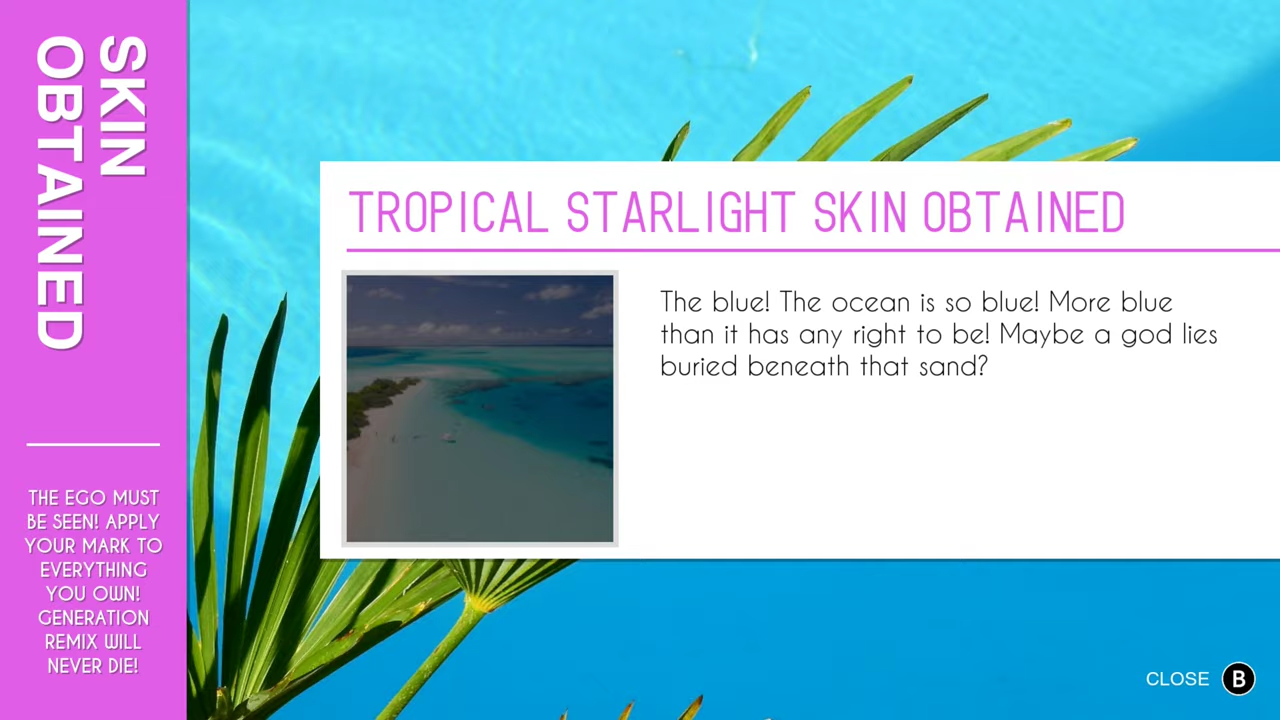 SKIN
OBTAINED
THE EGO MUST
BE SEEN! APPLY
YOUR MARK TO
EVERYTHING
YOU OWN!
GENERATION
REMIX WILL
NEVER DIE!
TROPICAL STARLIGHT SKIN OBTAINED
The blue! The ocean is so blue! More blue
than it has any right to be! Maybe a god lies
buried beneath that sand?
CLOSE B